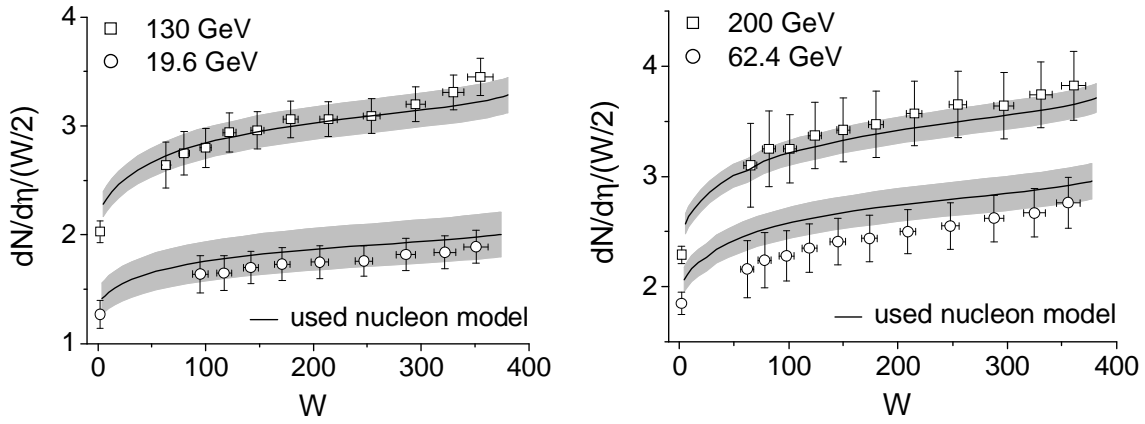 4
3
2
1
dN/dη/(W/2)
130 GeV
19.6 GeV
used nucleon model
0 100 200 300 400
W
4
3
2
dN/dη/(W/2)
200 GeV
62.4 GeV
used nucleon model
0 100 200 300 400
W